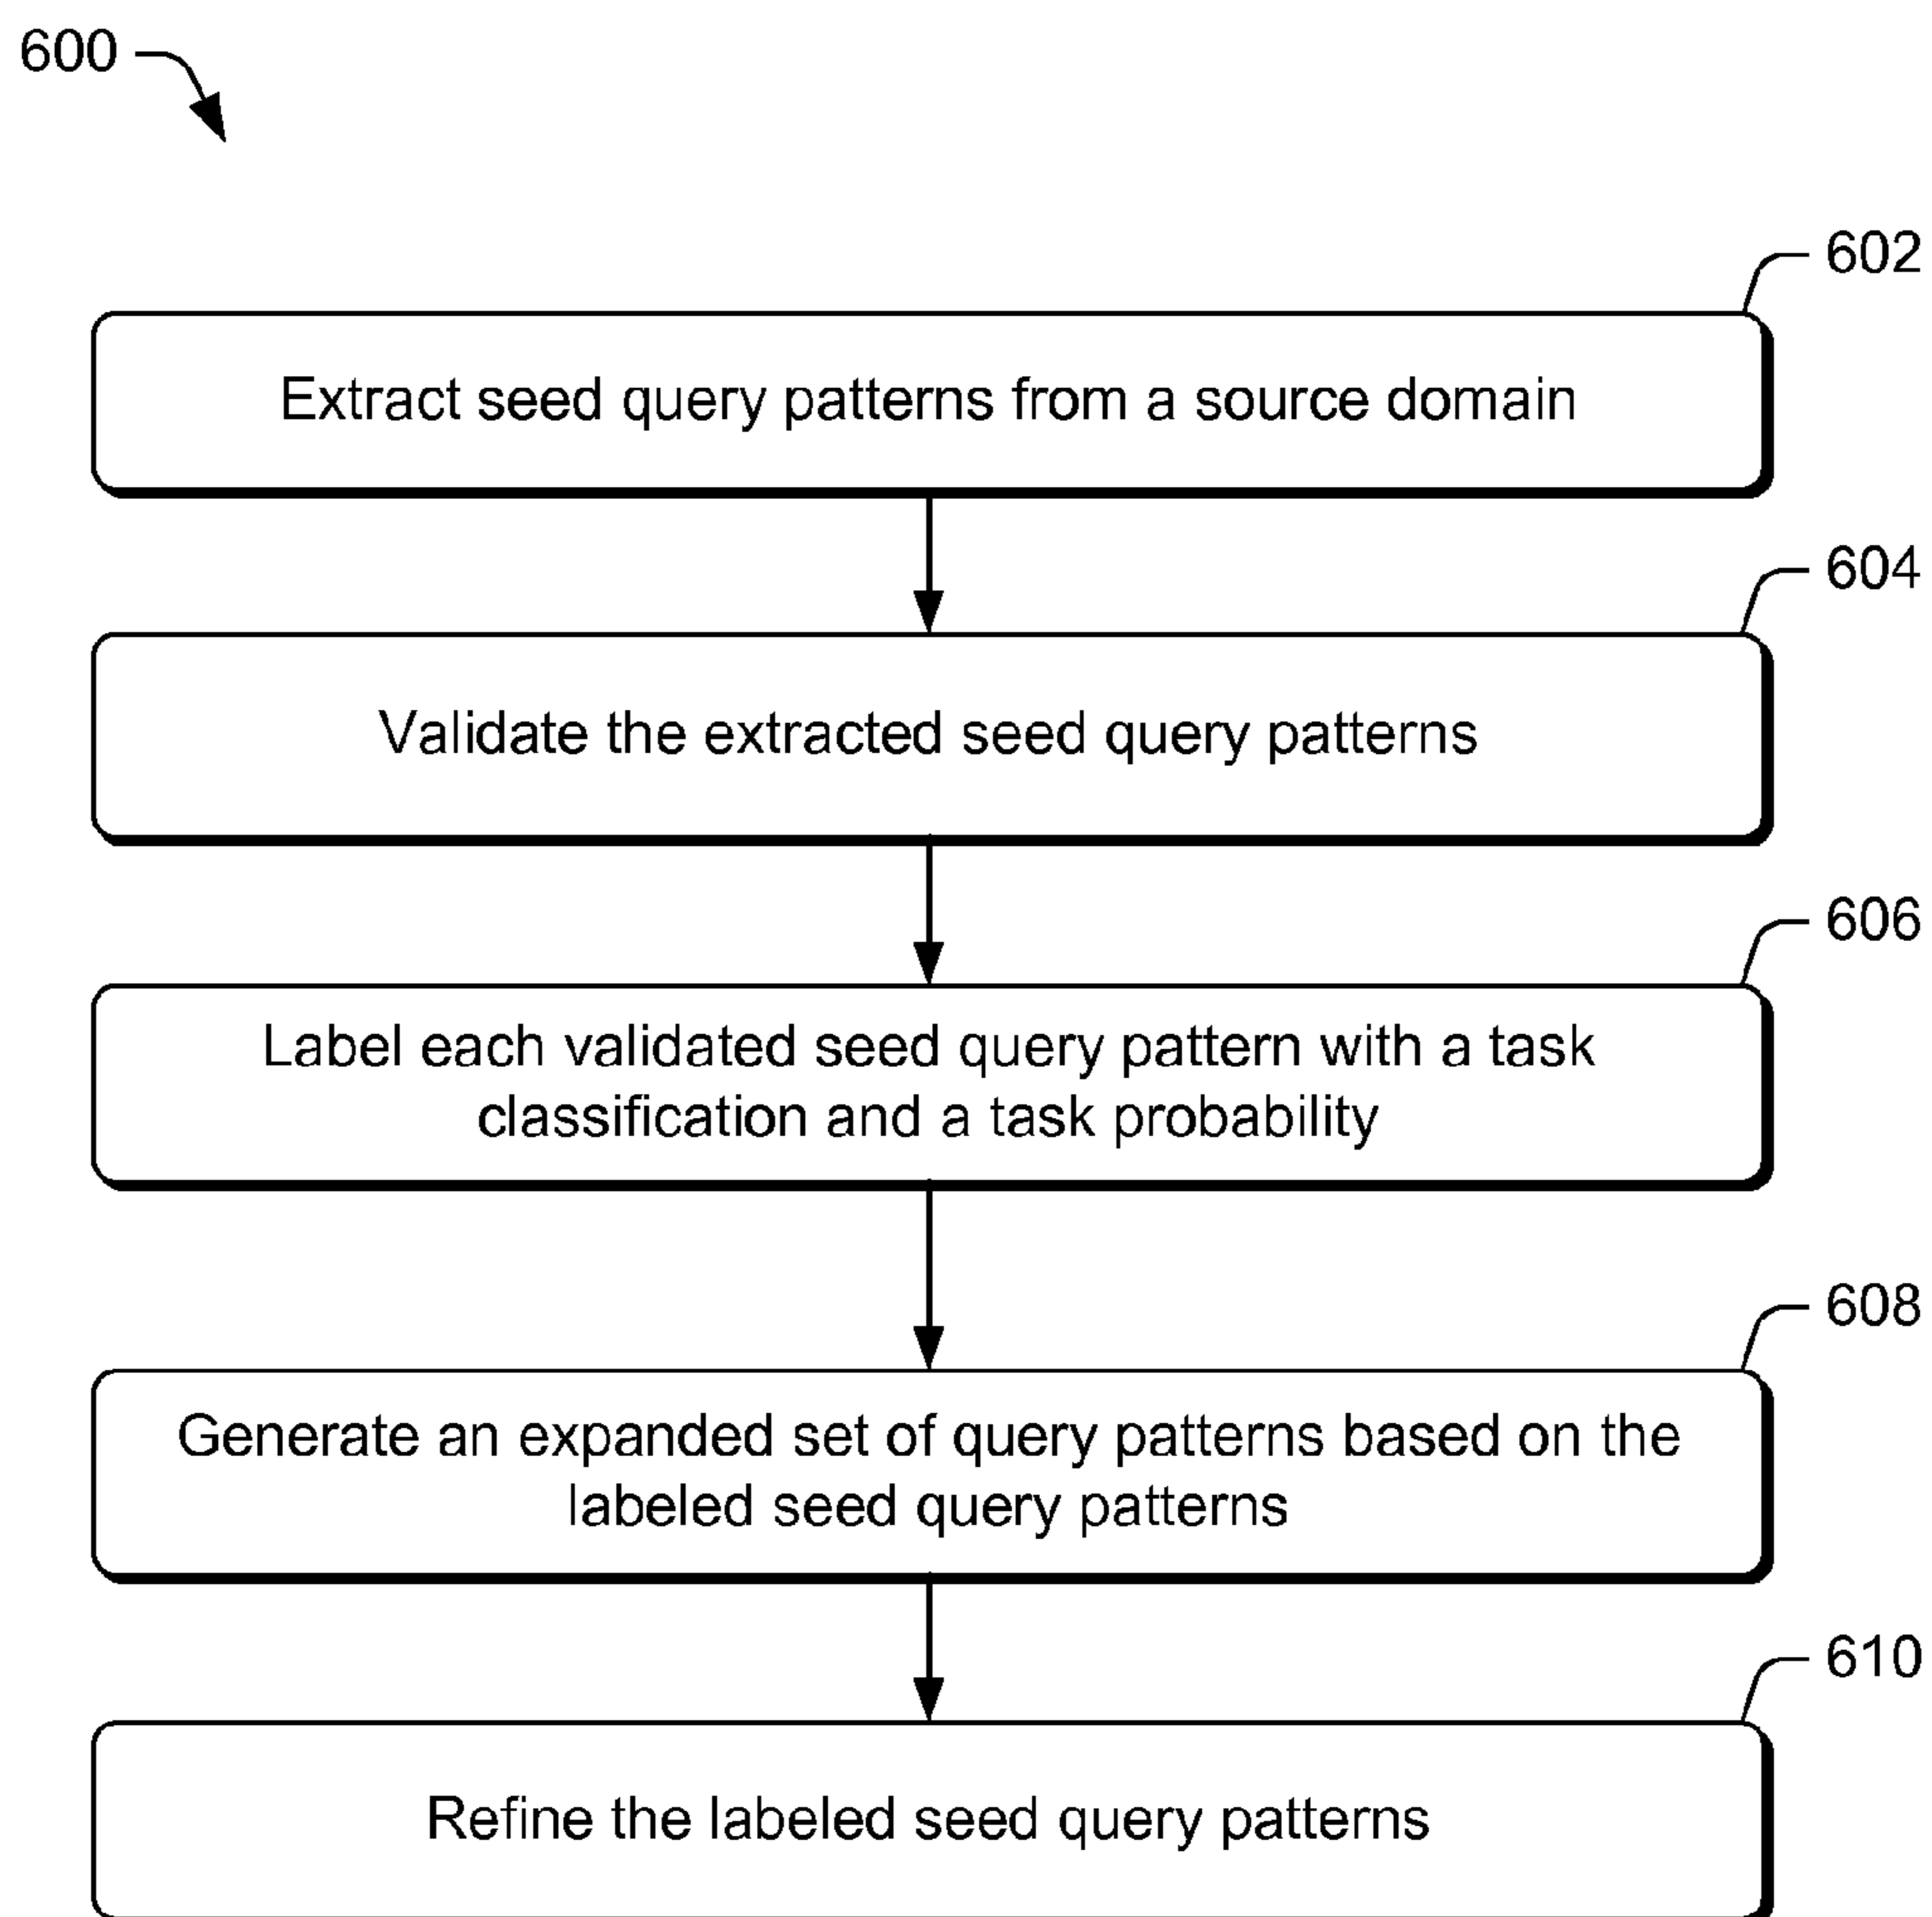 600
602
Extract seed query patterns from a source domain
604
Validate the extracted seed query patterns
606
Label each validated seed query pattern with a task
classification and a task probability
608
Generate an expanded set of query patterns based on the
labeled seed query patterns
610
Refine the labeled seed query patterns